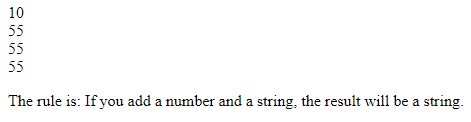 10
55
55
55
The rule is: If you add a number and a string, the result will be a string.